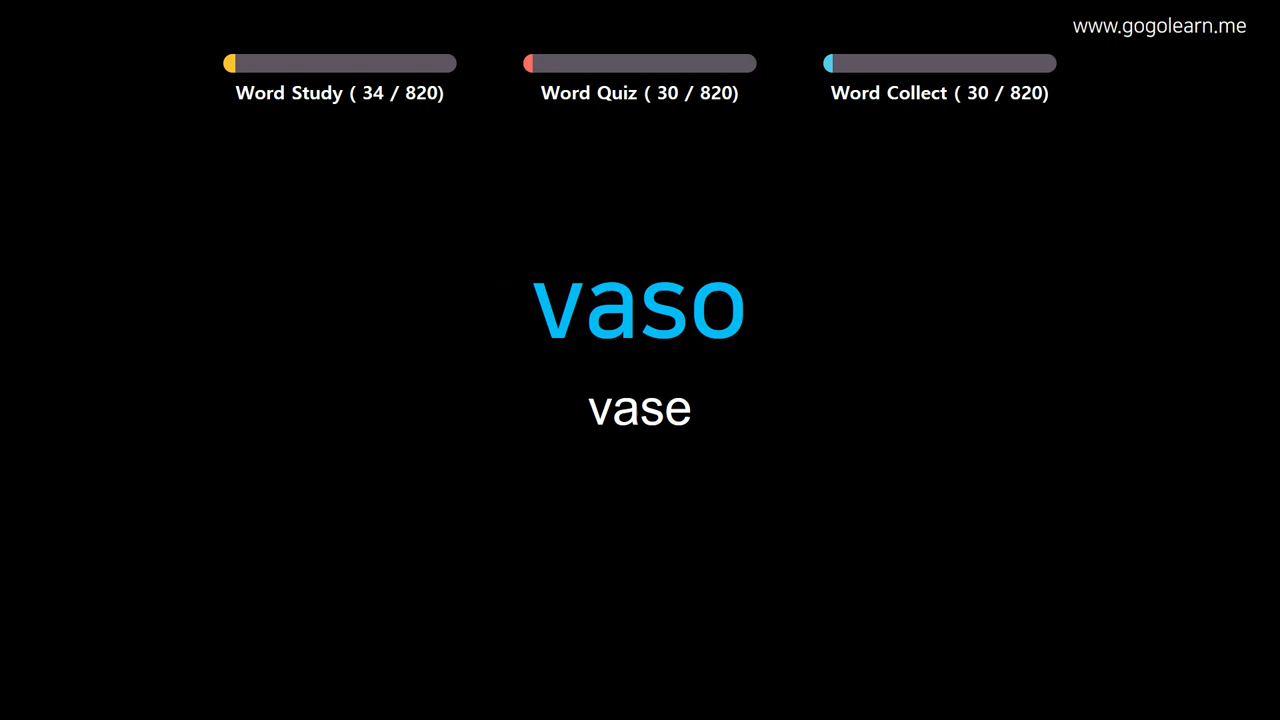 www.gogolearn.me
Word Study ( 34 / 820)
Word Quiz ( 30 / 820)
Word Collect ( 30 / 820)
vaso
vase